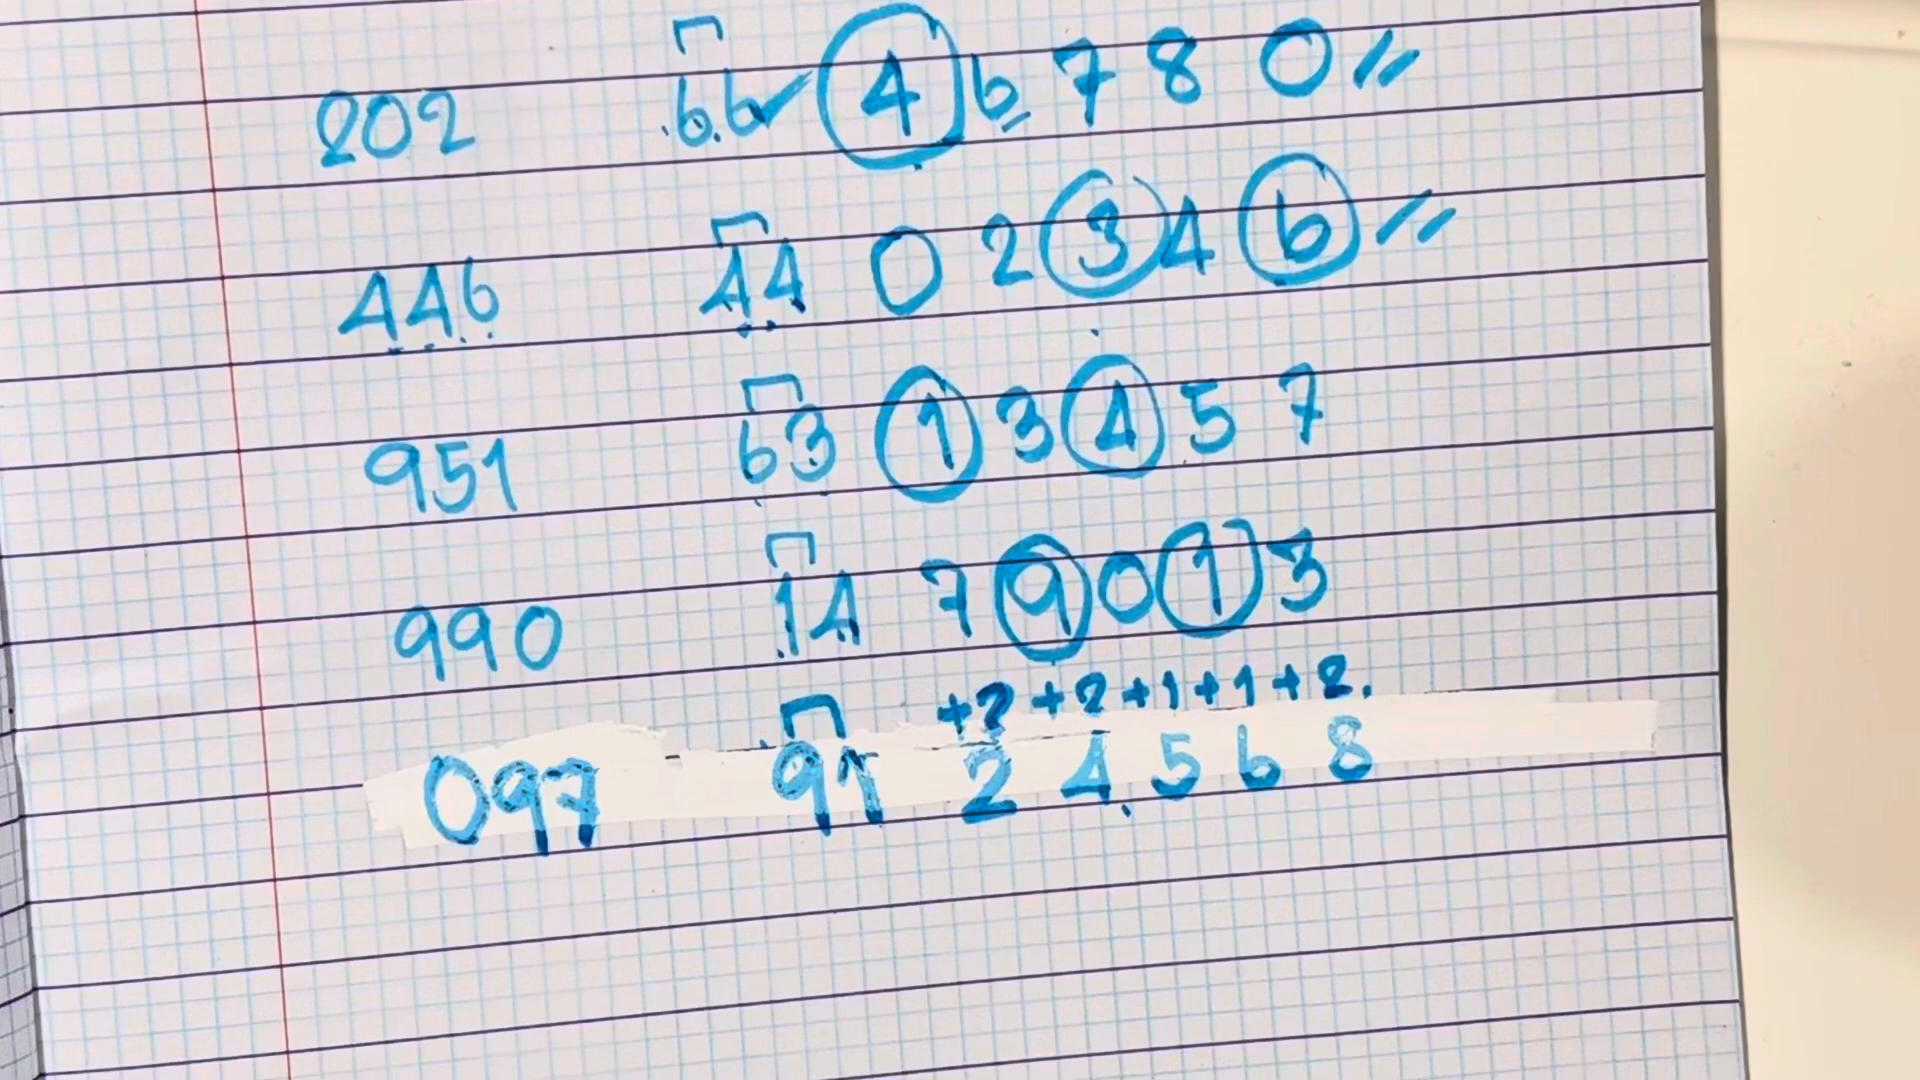 202 66 4 6 7 8 0 //
446 44 0 2 3 4 6 //
951 63 1 3 4 5 7
990 14 7 9 0 1 3
+2 +2 +1 +1 +2.
097 91 2 4 5 6 8